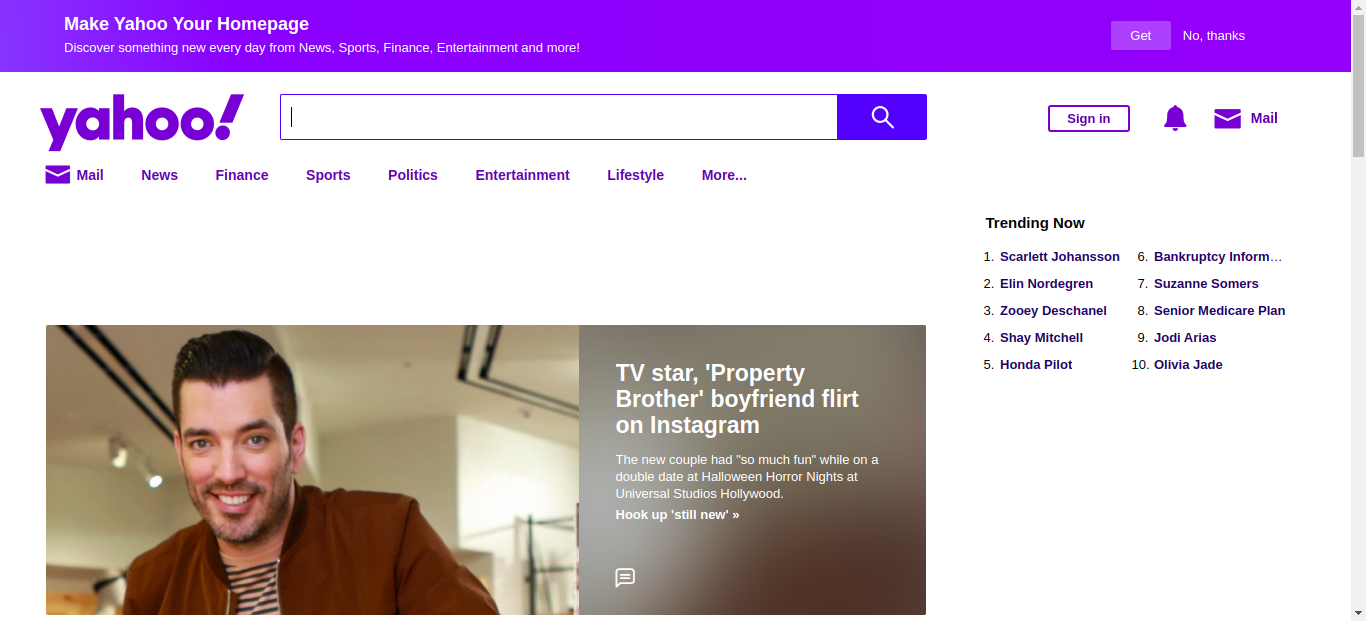 Make Yahoo Your Homepage
Discover something new every day from News, Sports, Finance, Entertainment and more!
Get
No, thanks
yahoo!
Sign in
Mail
Mail
News
Finance
Sports
Politics
Entertainment
Lifestyle
More...
Trending Now
1. Scarlett Johansson
2. Elin Nordegren
3. Zooey Deschanel
4. Shay Mitchell
5. Honda Pilot
6. Bankruptcy Inform…
7. Suzanne Somers
8. Senior Medicare Plan
9. Jodi Arias
10. Olivia Jade
TV star, 'Property
Brother' boyfriend flirt
on Instagram
The new couple had "so much fun" while on a
double date at Halloween Horror Nights at
Universal Studios Hollywood.
Hook up 'still new' »